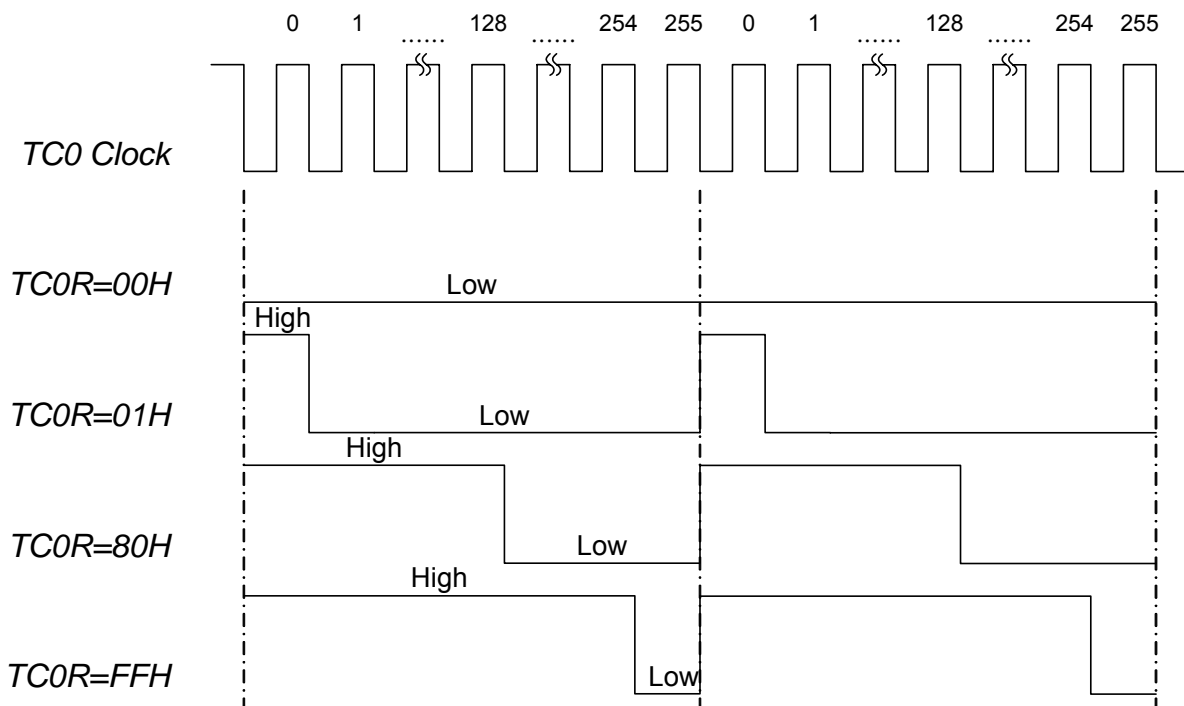 0 1 ...... 128 ...... 254 255 0 1 ...... 128 ...... 254 255
TC0 Clock
TC0R=00H
Low
High
TC0R=01H
Low
High
TC0R=80H
Low
High
TC0R=FFH
Low